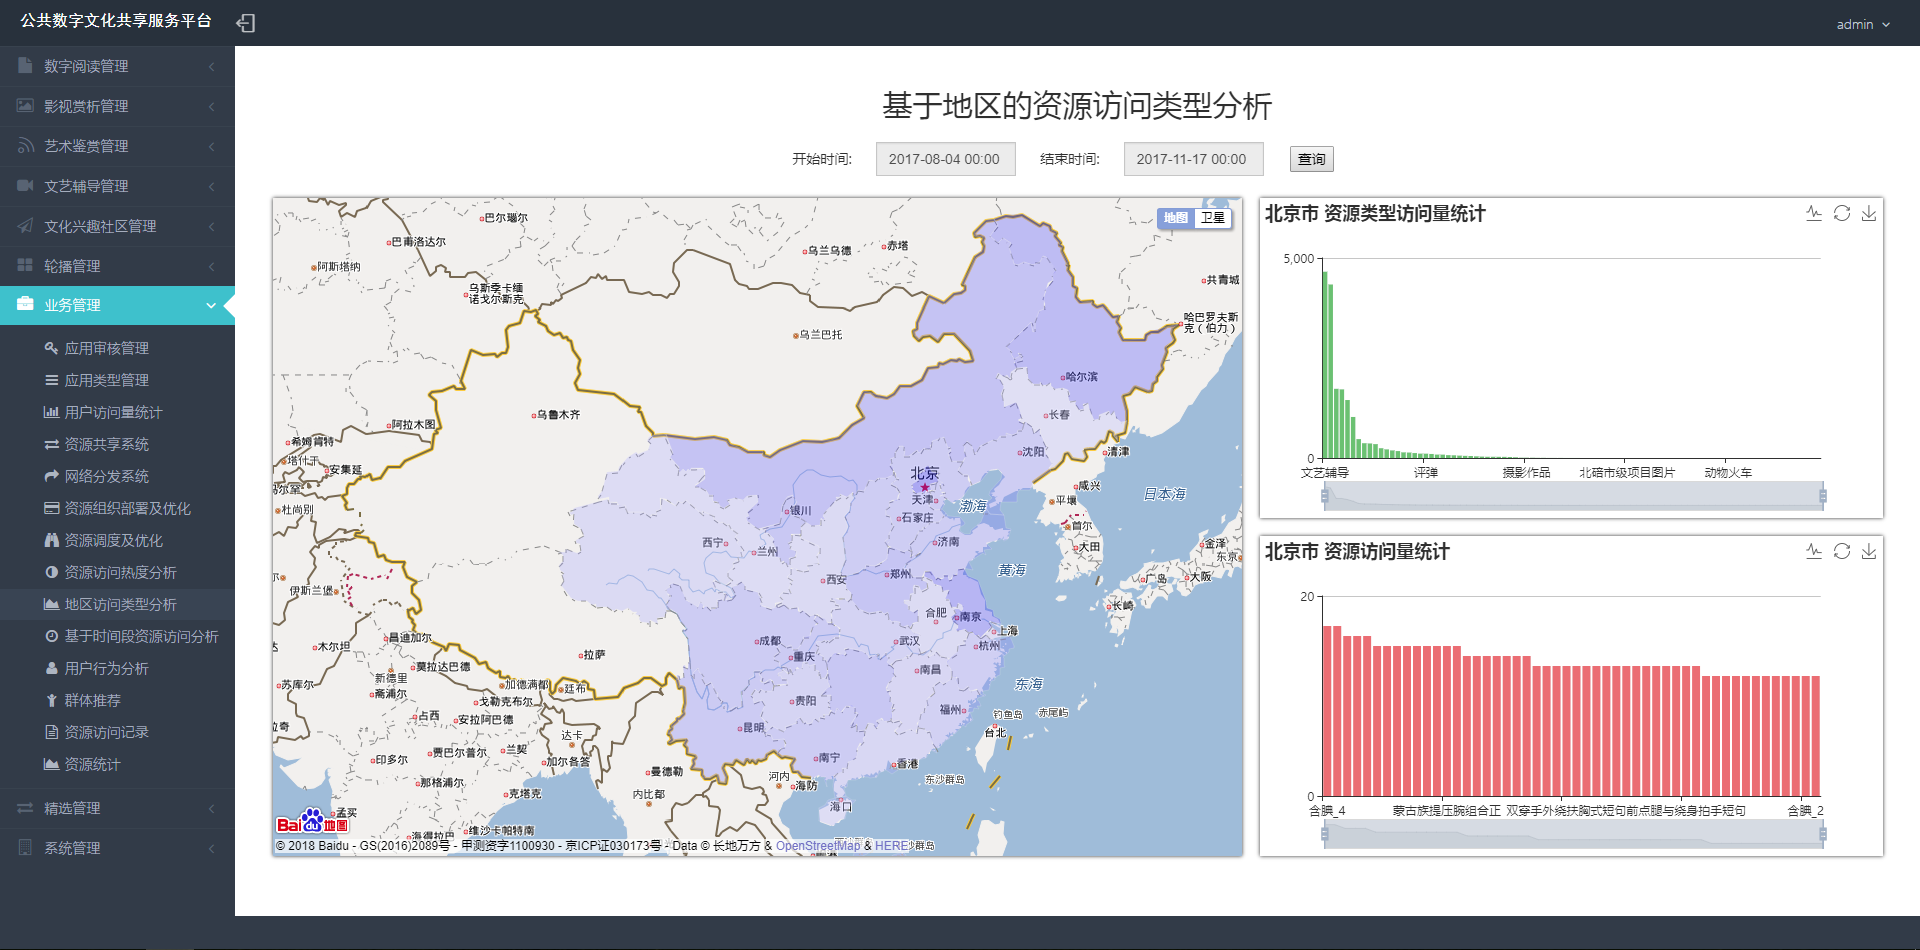 公共数字文化共享服务平台
admin
数字阅读管理
影视赏析管理
艺术鉴赏管理
文艺辅导管理
文化兴趣社区管理
轮播管理
业务管理
应用审核管理
应用类型管理
用户访问量统计
资源共享系统
网络分发系统
资源组织部署及优化
资源调度及优化
资源访问热度分析
地区访问类型分析
基于时间段资源访问分析
用户行为分析
群体推荐
资源访问记录
资源统计
精选管理
系统管理
基于地区的资源访问类型分析
开始时间: 2017-08-04 00:00 结束时间: 2017-11-17 00:00 查询
地图 卫星
巴尔瑙尔
巴甫洛达尔
乌兰乌德
赤塔
阿斯塔纳
共青城
乌斯季卡缅
诺戈尔斯克
哈巴罗夫斯
克（伯力）
乌兰巴托
哈尔滨
乌鲁木齐
长春
阿拉木图
希姆肯特
沈阳
清津
塔什干
安集延
北京
咸兴
日本海
天津
渤海
平壤
杜尚别
银川
石家庄
首尔
西宁
兰州
济南
大田
金泽
东京
黄海
郑州
西安
广岛
大阪
伊斯兰堡
长崎
合肥
南京
上海
昌迪加尔
木尔坦
成都
武汉
杭州
重庆
拉萨
莫拉达巴德
南昌
新德里
苏库尔
斋浦尔
加德满都
廷布
东海
戈勒克布尔
贵阳
福州
钓鱼岛
赤尾屿
占西
安拉阿巴德
昆明
台北
达卡
贾巴尔普尔
兰契
印多尔
加尔各答
南宁
香港
曼德勒
河内
海防
东沙群岛
那格浦尔
克塔克
内比都
海口
孟买
维沙卡帕特南
海得拉巴
Bai du 地图
© 2018 Baidu - GS(2016)2089号 - 甲测资字1100930 - 京ICP证030173号 - Data © 长地万方 & OpenStreetMap & HERE
北京市 资源类型访问量统计
5,000
0
文艺辅导 评弹 摄影作品 北碚市级项目图片 动物火车
北京市 资源访问量统计
20
0
含腆_4 蒙古族提压腕组合正 双穿手外绕扶胸式短句前点腿与绕身拍手短句 含腆_2